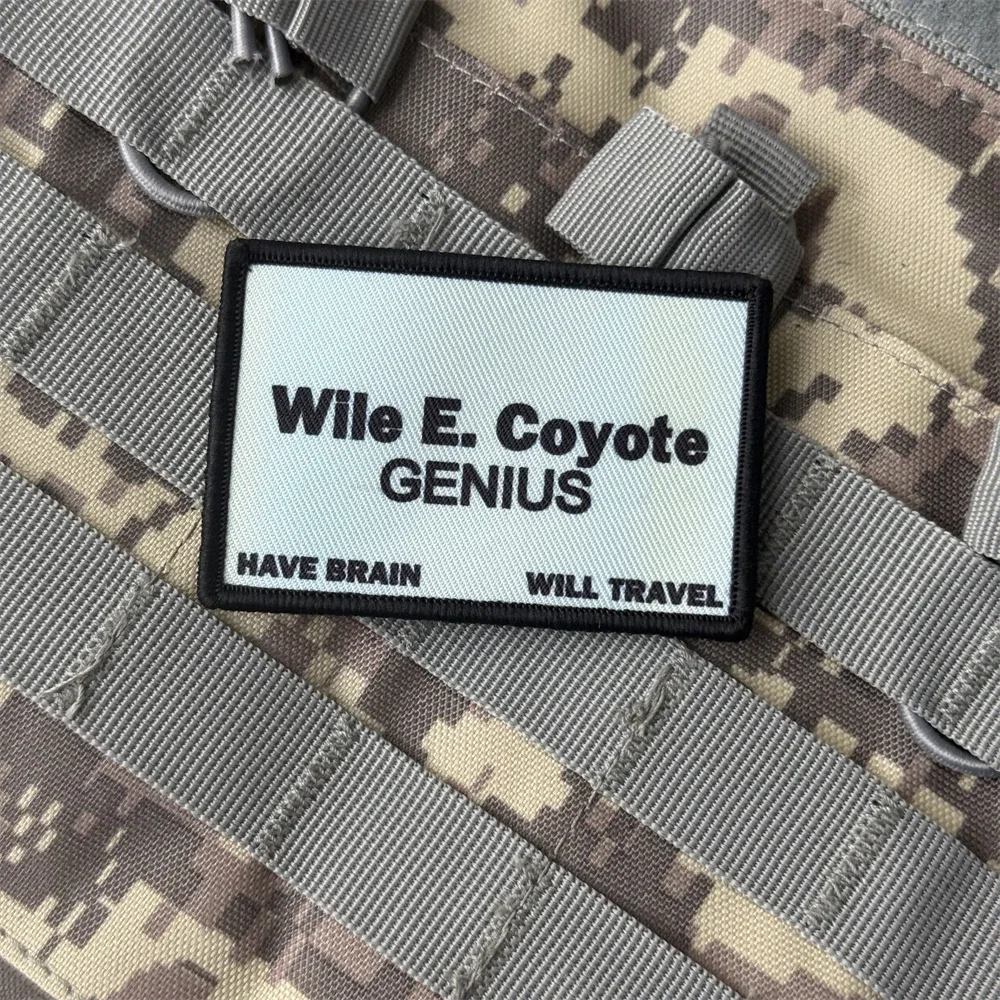 Wile E. Coyote
GENIUS
HAVE BRAIN WILL TRAVEL